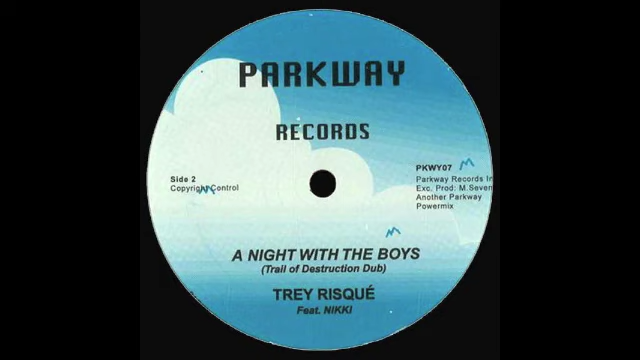 PARKWAY
RECORDS
Side 2
Copyright Control
PKWY07
Parkway Records In
Exc. Prod: M.Seven
Another Parkway
Powermix
A NIGHT WITH THE BOYS
(Trail of Destruction Dub)
TREY RISQUÉ
Feat. NIKKI